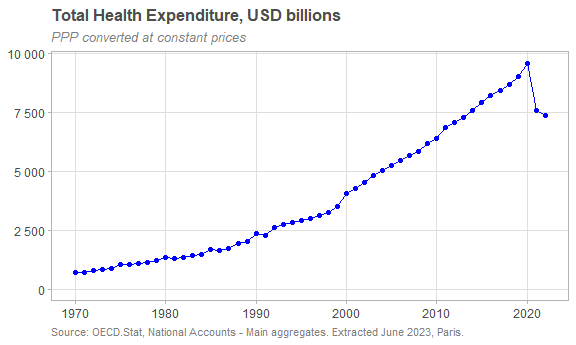 Total Health Expenditure, USD billions
PPP converted at constant prices
10 000
7 500
5 000
2 500
0
1970 1980 1990 2000 2010 2020
Source: OECD.Stat, National Accounts - Main aggregates. Extracted June 2023, Paris.